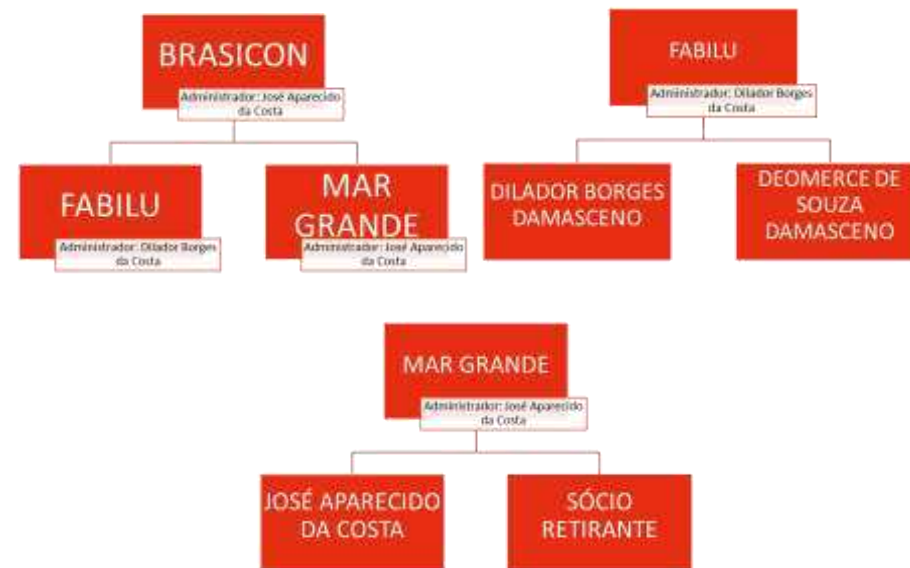 BRASICON
Administrador: José Aparecido
da Costa
FABILU
Administrador: Dilador Borges
da Costa
MAR
GRANDE
Administrador: José Aparecido
da Costa
FABILU
Administrador: Dilador Borges
da Costa
DILADOR BORGES
DAMASCENO
DEOMERCE DE
SOUZA
DAMASCENO
MAR GRANDE
Administrador: José Aparecido
da Costa
JOSÉ APARECIDO
DA COSTA
SÓCIO
RETIRANTE